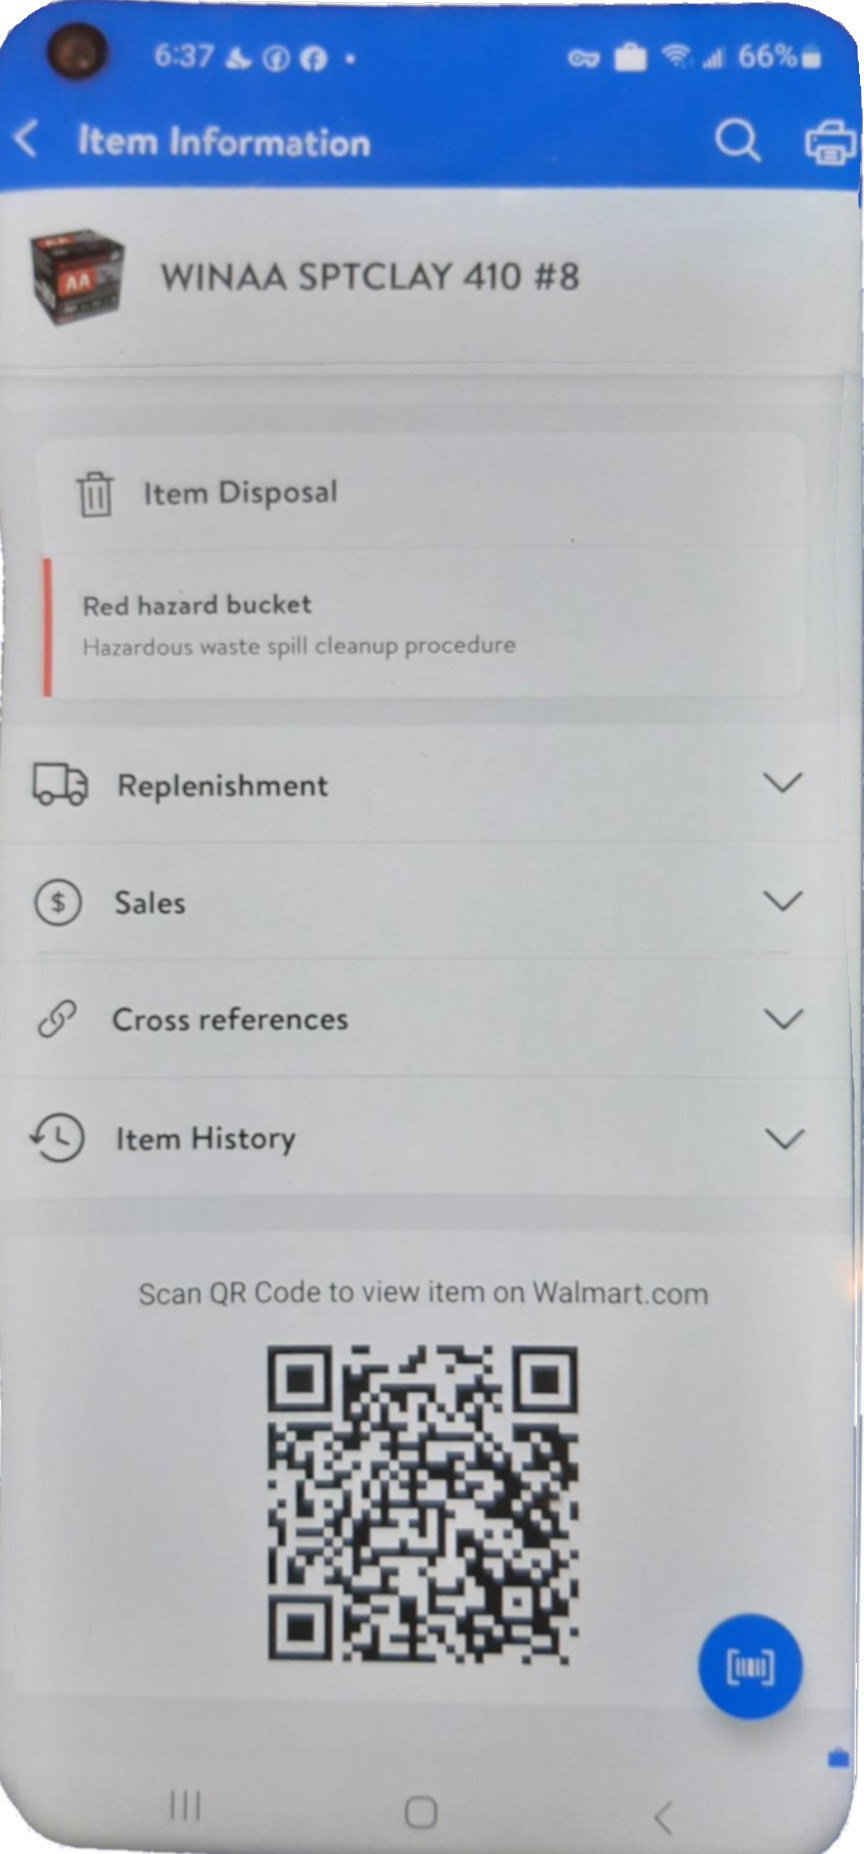 6:37
66%
Item Information
AA
WINAA SPTCLAY 410 #8
Item Disposal
Red hazard bucket
Hazardous waste spill cleanup procedure
Replenishment
$ Sales
Cross references
Item History
Scan QR Code to view item on Walmart.com